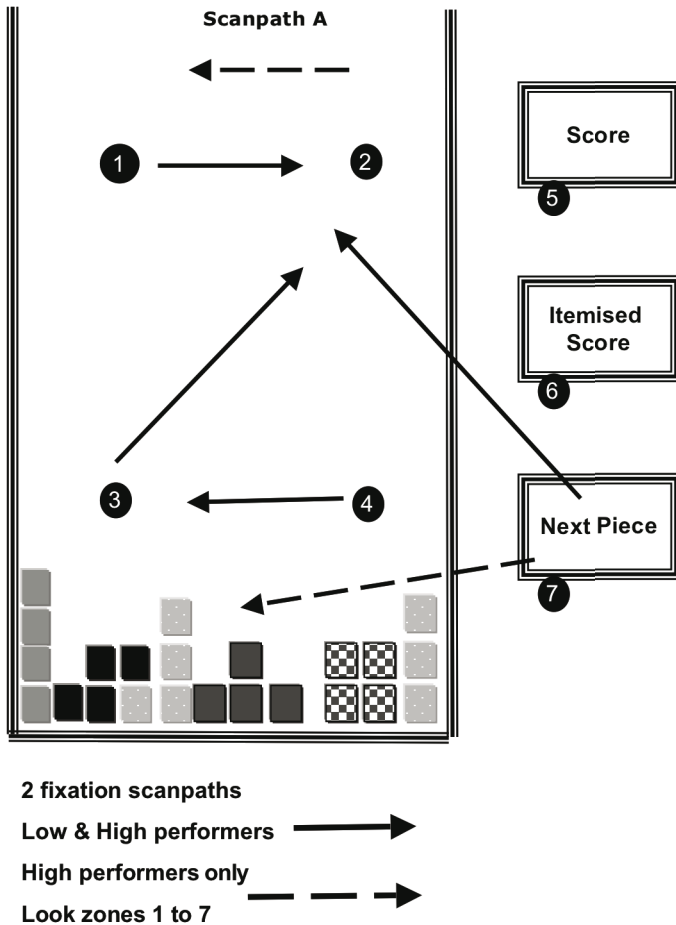 Scanpath A
1
2
Score
5
Itemised
Score
6
3
4
Next Piece
7
2 fixation scanpaths
Low & High performers
High performers only
Look zones 1 to 7